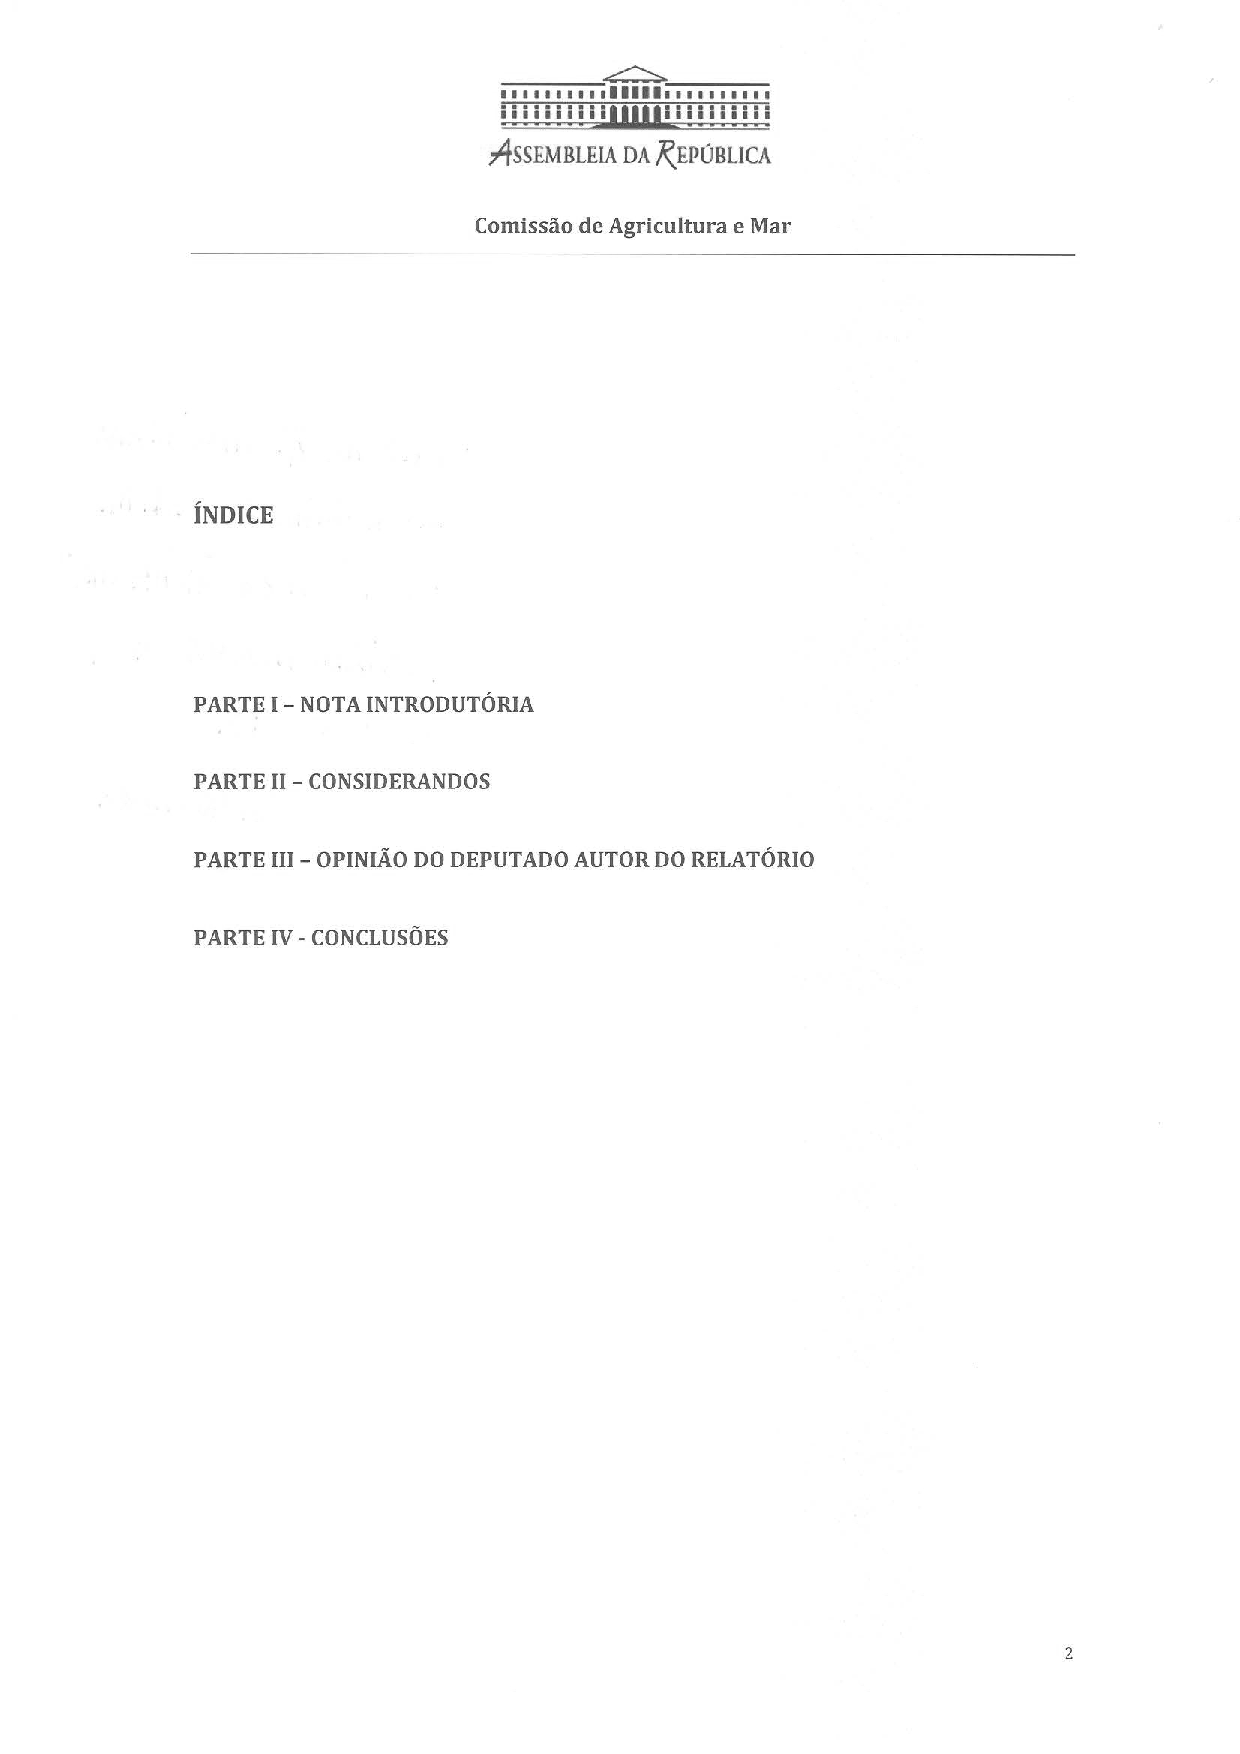 ASSEMBLEIA DA REPÚBLICA
Comissão de Agricultura e Mar
ÍNDICE
PARTE I – NOTA INTRODUTÓRIA
PARTE II – CONSIDERANDOS
PARTE III – OPINIÃO DO DEPUTADO AUTOR DO RELATÓRIO
PARTE IV - CONCLUSÕES
2